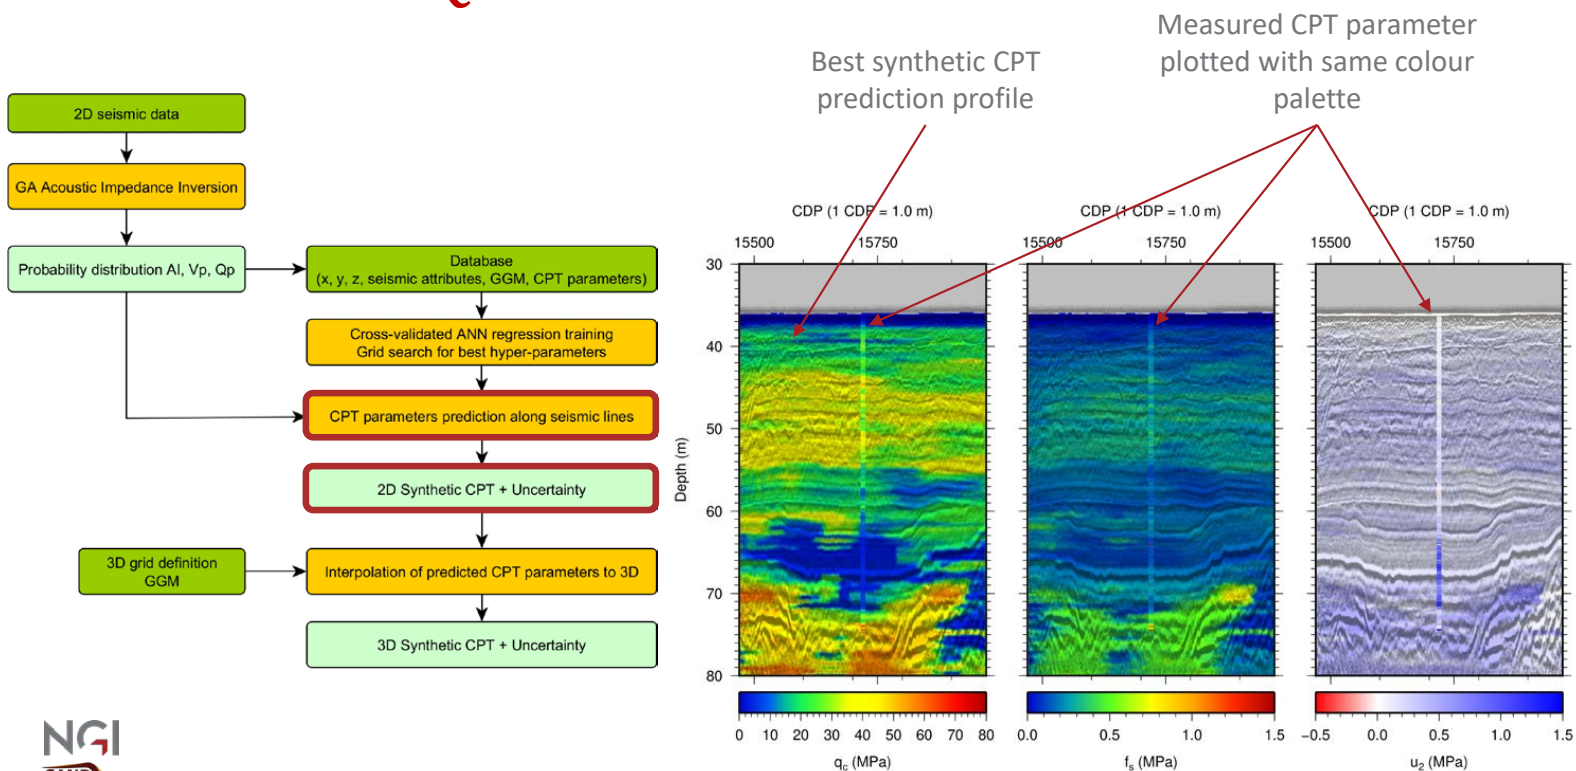 Best synthetic CPT
prediction profile
Measured CPT parameter
plotted with same colour
palette
2D seismic data
GA Acoustic Impedance Inversion
Probability distribution AI, Vp, Qp
Database
(x, y, z, seismic attributes, GGM, CPT parameters)
Cross-validated ANN regression training
Grid search for best hyper-parameters
CPT parameters prediction along seismic lines
2D Synthetic CPT + Uncertainty
3D grid definition
GGM
Interpolation of predicted CPT parameters to 3D
3D Synthetic CPT + Uncertainty
CDP (1 CDP = 1.0 m)
15500 15750
CDP (1 CDP = 1.0 m)
15500 15750
CDP (1 CDP = 1.0 m)
15500 15750
30
40
50
60
70
80
Depth (m)
0 10 20 30 40 50 60 70 80
qc (MPa)
0.0 0.5 1.0 1.5
fs (MPa)
−0.5 0.0 0.5 1.0 1.5
u2 (MPa)
NGI